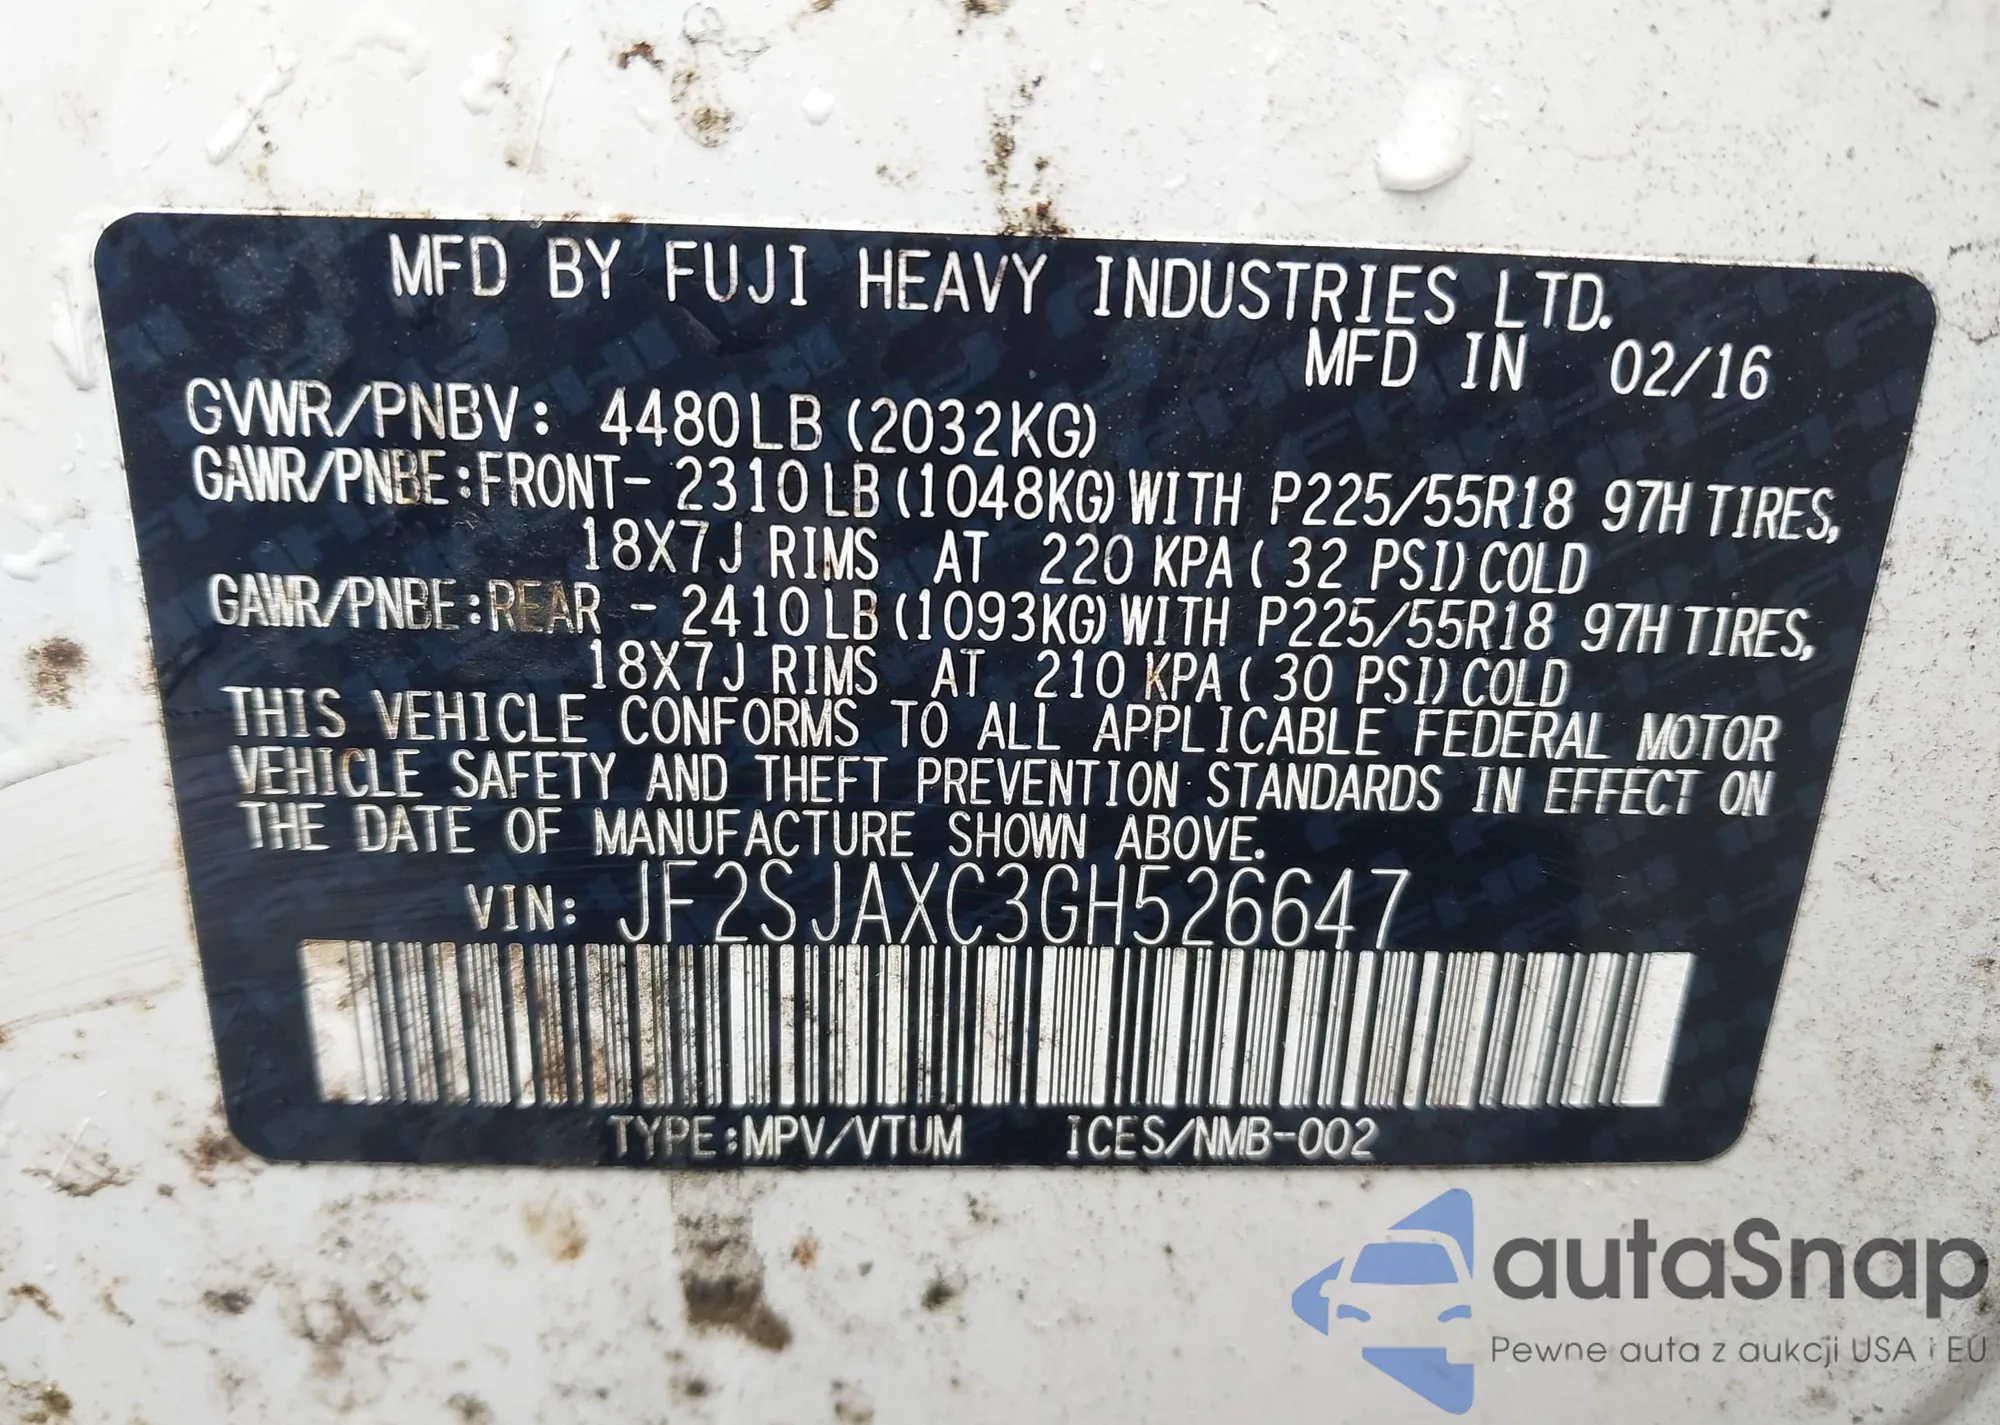 MFD BY FUJI HEAVY INDUSTRIES LTD.
MFD IN 02/16
GVWR/PNBV: 4480LB (2032KG)
GAWR/PNBE:FRONT- 2310LB (1048KG) WITH P225/55R18 97H TIRES,
18X7J RIMS AT 220 KPA ( 32 PSI) COLD
GAWR/PNBE:REAR - 2410LB (1093KG) WITH P225/55R18 97H TIRES,
18X7J RIMS AT 210 KPA ( 30 PSI) COLD
THIS VEHICLE CONFORMS TO ALL APPLICABLE FEDERAL MOTOR
VEHICLE SAFETY AND THEFT PREVENTION STANDARDS IN EFFECT ON
THE DATE OF MANUFACTURE SHOWN ABOVE.
VIN: JF2SJAXC3GH526647
TYPE:MPV/VTUM ICES/NMB-002
autaSnap
Pewne auta z aukcji USA i EU